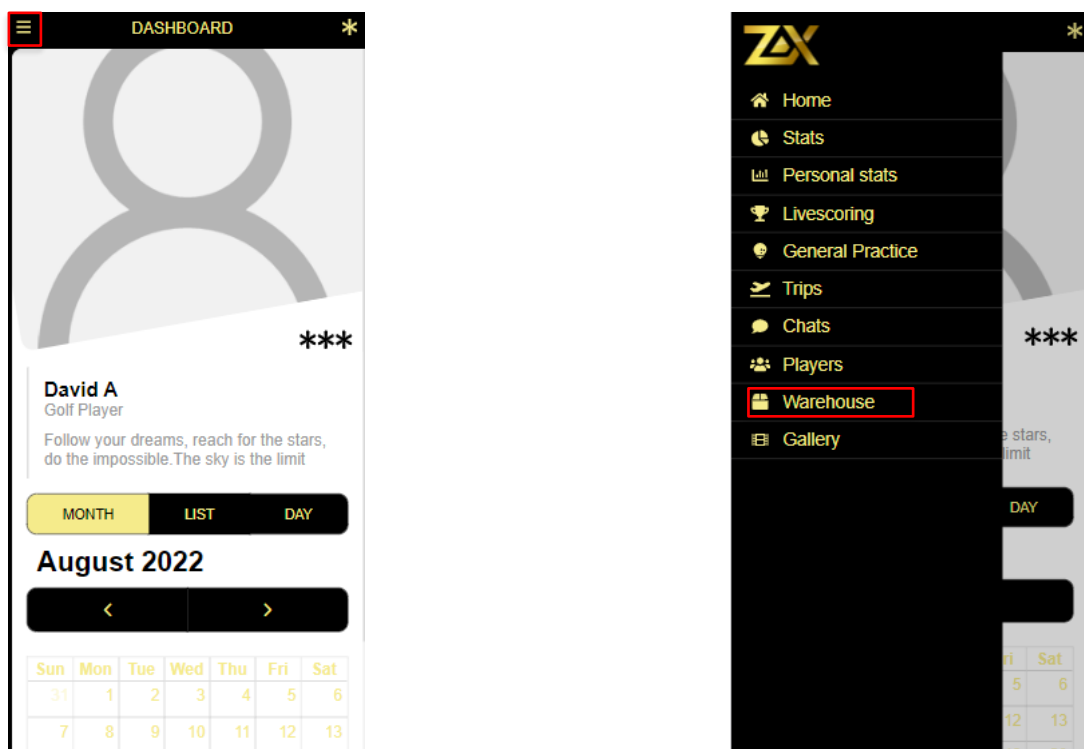 DASHBOARD
***
David A
Golf Player
Follow your dreams, reach for the stars,
do the impossible.The sky is the limit
MONTH LIST DAY
August 2022
< >
Sun Mon Tue Wed Thu Fri Sat
31 1 2 3 4 5 6
7 8 9 10 11 12 13
Home
Stats
Personal stats
Livescoring
General Practice
Trips
Chats
Players
Warehouse
Gallery
***
stars,
limit
DAY
Sat
5 6
12 13